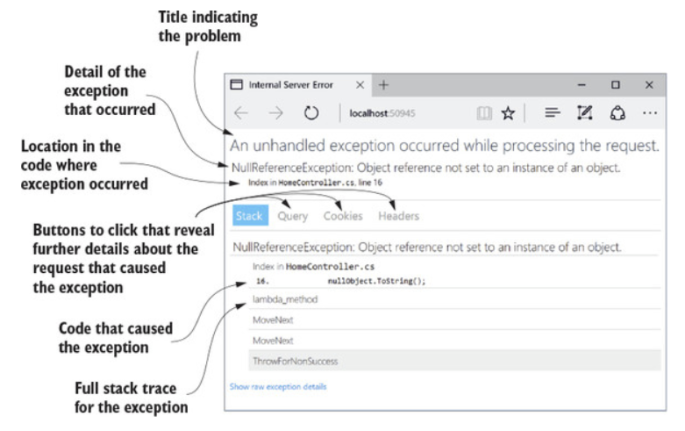 Title indicating
the problem
Detail of the
exception
that occurred
Location in the
code where
exception occurred
Buttons to click that reveal
further details about the
request that caused
the exception
Code that caused
the exception
Full stack trace
for the exception
Internal Server Error
localhost:50945
An unhandled exception occurred while processing the request.
NullReferenceException: Object reference not set to an instance of an object.
Index in HomeController.cs, line 16
Stack Query Cookies Headers
NullReferenceException: Object reference not set to an instance of an object.
Index in HomeController.cs
16. nullObject.ToString();
lambda_method
MoveNext
MoveNext
ThrowForNonSuccess
Show raw exception details